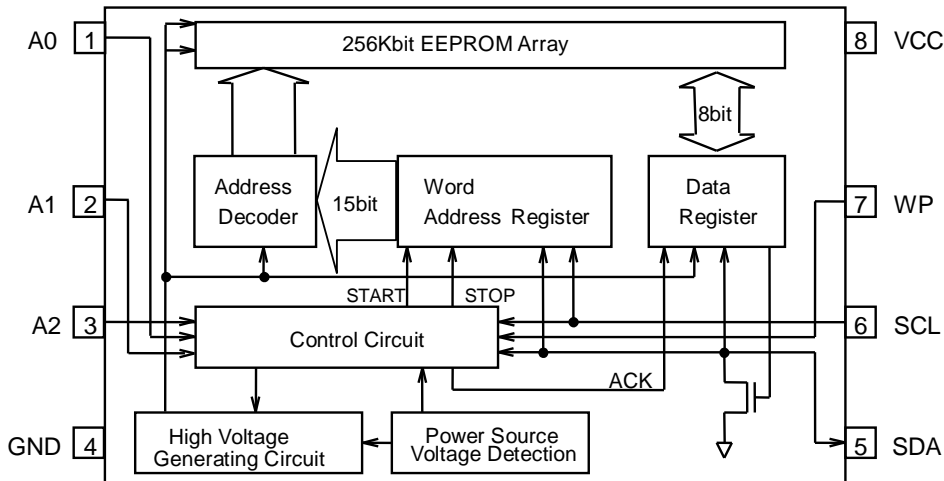 A0 1
256Kbit EEPROM Array
8 VCC
8bit
A1 2
Address
Decoder
15bit
Word
Address Register
Data
Register
7 WP
START
STOP
A2 3
Control Circuit
6 SCL
ACK
GND 4
High Voltage
Generating Circuit
Power Source
Voltage Detection
5 SDA